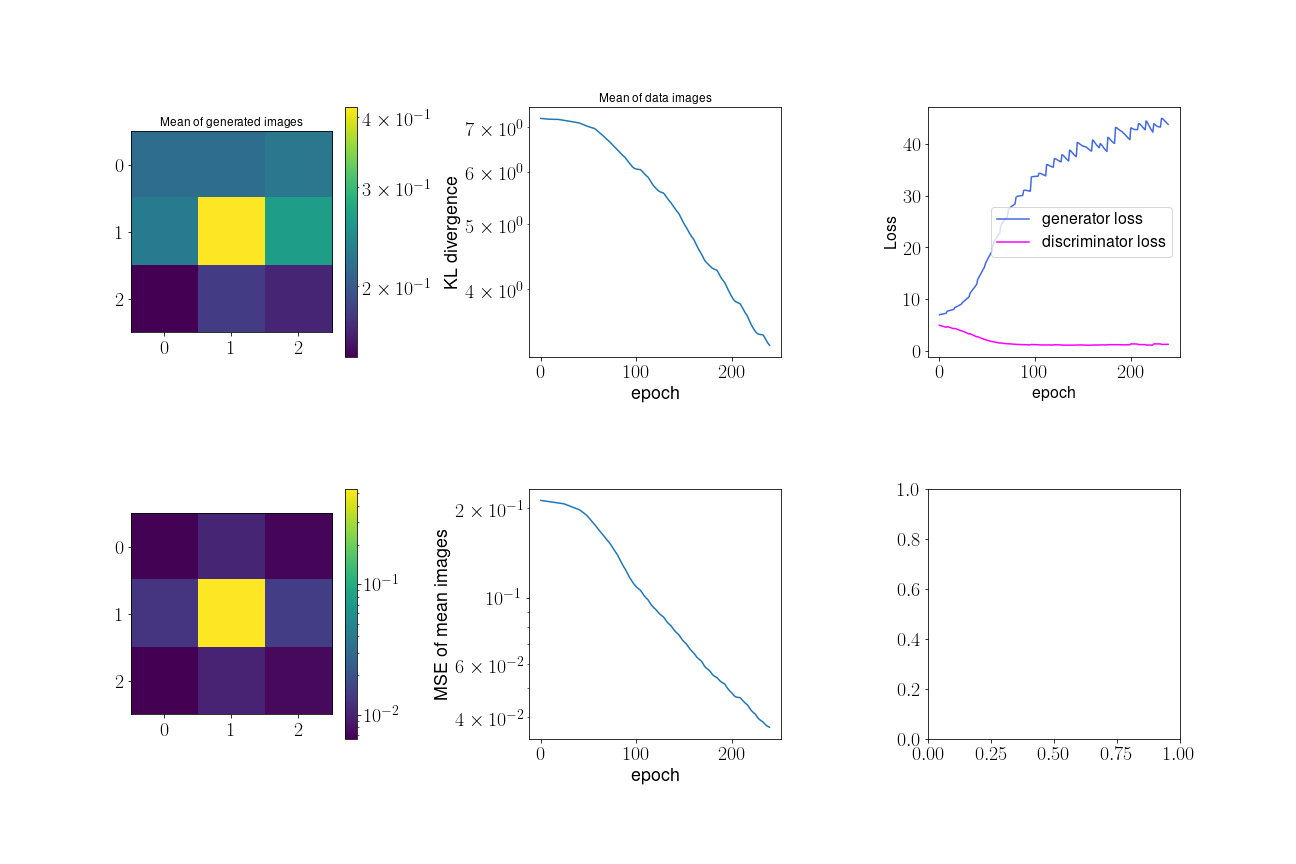 Mean of generated images
0
1
2
0 1 2
4 × 10⁻¹
3 × 10⁻¹
2 × 10⁻¹
Mean of data images
KL divergence
7 × 10⁰
6 × 10⁰
5 × 10⁰
4 × 10⁰
0 100 200
epoch
Loss
40
30
20
10
0
generator loss
discriminator loss
0 100 200
epoch
0
1
2
0 1 2
10⁻¹
10⁻²
MSE of mean images
2 × 10⁻¹
10⁻¹
6 × 10⁻²
4 × 10⁻²
0 100 200
epoch
1.0
0.8
0.6
0.4
0.2
0.0
0.00 0.25 0.50 0.75 1.00